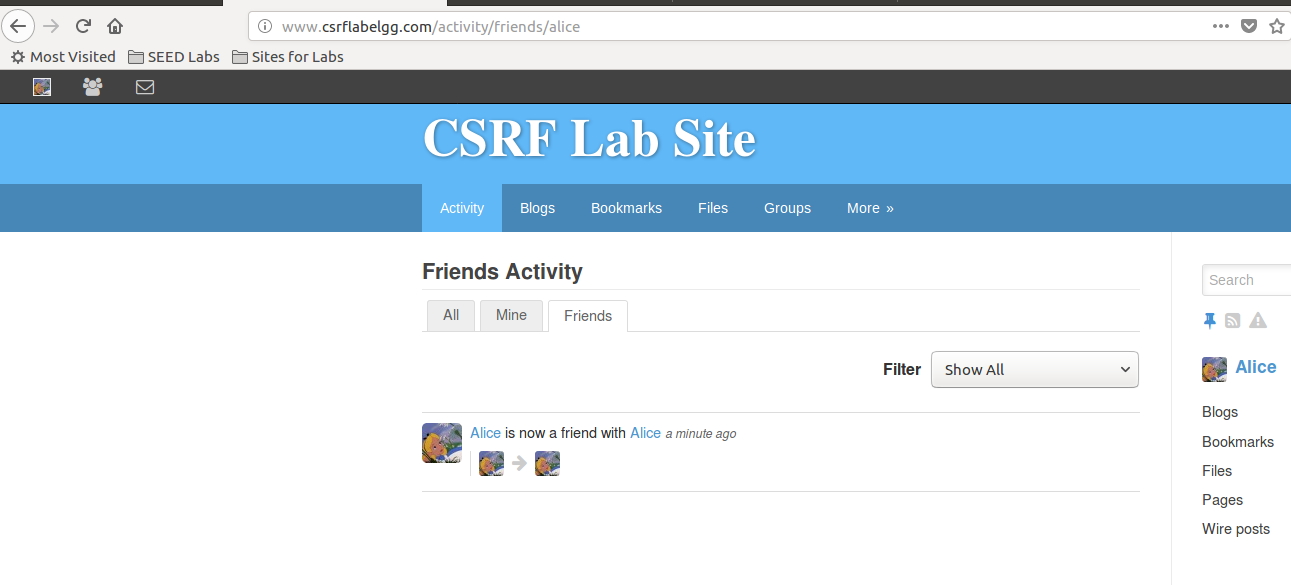 www.csrflabelgg.com/activity/friends/alice
Most Visited SEED Labs Sites for Labs
CSRF Lab Site
Activity Blogs Bookmarks Files Groups More »
Friends Activity
All Mine Friends
Filter Show All
Alice is now a friend with Alice a minute ago
Search
Alice
Blogs
Bookmarks
Files
Pages
Wire posts